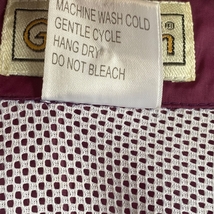 MACHINE WASH COLD
GENTLE CYCLE
HANG DRY
DO NOT BLEACH
®